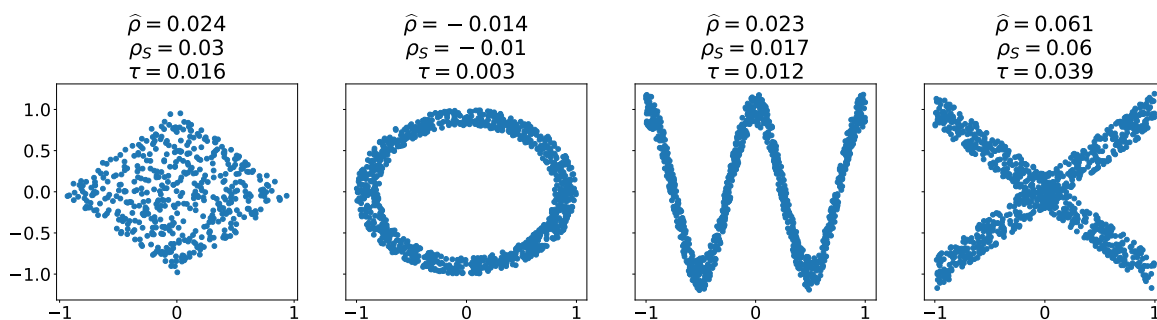 ρ̂ = 0.024
ρ_S = 0.03
τ = 0.016
ρ̂ = −0.014
ρ_S = −0.01
τ = 0.003
ρ̂ = 0.023
ρ_S = 0.017
τ = 0.012
ρ̂ = 0.061
ρ_S = 0.06
τ = 0.039
1.0
0.5
0.0
−0.5
−1.0
−1 0 1
−1 0 1
−1 0 1
−1 0 1